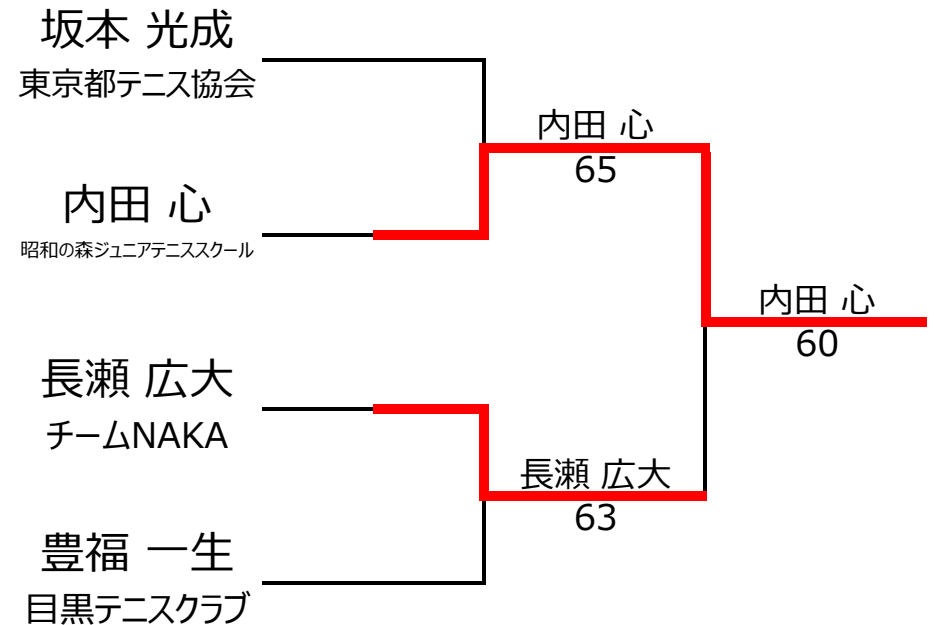 坂本 光成
東京都テニス協会
内田 心
65
内田 心
昭和の森ジュニアテニススクール
内田 心
60
長瀬 広大
チームNAKA
長瀬 広大
63
豊福 一生
目黒テニスクラブ